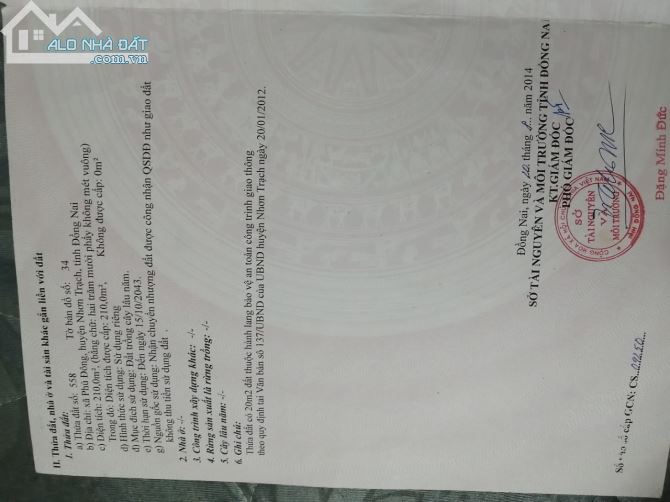 ALO NHÀ ĐẤT
.com.vn
II. Thửa đất, nhà ở và tài sản khác gắn liền với đất
1. Thửa đất:
a) Thửa đất số: 558 Tờ bản đồ số: 34
b) Địa chỉ: xã Phú Đông, huyện Nhơn Trạch, tỉnh Đồng Nai
c) Diện tích: 210,0m², (bằng chữ: hai trăm mười phẩy không mét vuông)
Trong đó: Diện tích được cấp: 210,0m², Không được cấp: 0m²
d) Hình thức sử dụng: Sử dụng riêng
đ) Mục đích sử dụng: Đất trồng cây lâu năm.
e) Thời hạn sử dụng: Đến ngày 15/10/2043.
g) Nguồn gốc sử dụng: Nhận chuyển nhượng đất được công nhận QSDĐ như giao đất
không thu tiền sử dụng đất .
2. Nhà ở: -/-
3. Công trình xây dựng khác: -/-
4. Rừng sản xuất là rừng trồng: -/-
5. Cây lâu năm: -/-
6. Ghi chú:
Thửa đất có 20m2 đất thuộc hành lang bảo vệ an toàn công trình giao thông
theo quy định tại Văn bản số 137/UBND của UBND huyện Nhơn Trạch ngày 20/01/2012.
Đồng Nai, ngày tháng năm 2014
SỞ TÀI NGUYÊN VÀ MÔI TRƯỜNG TỈNH ĐỒNG NAI
KT.GIÁM ĐỐC
PHÓ GIÁM ĐỐC
SỞ
TÀI NGUYÊN
VÀ
MÔI TRƯỜNG
Đặng Minh Đức
cấp GCN: CS